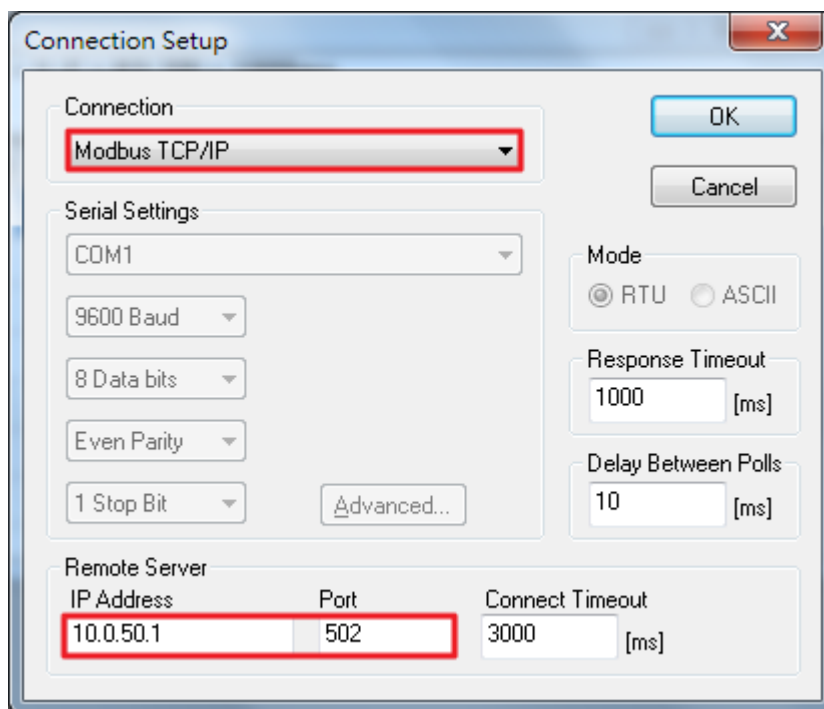 Connection Setup
Connection
OK
Modbus TCP/IP
Cancel
Serial Settings
COM1
Mode
RTU ASCII
9600 Baud
Response Timeout
8 Data bits
1000 [ms]
Even Parity
Delay Between Polls
1 Stop Bit Advanced... 10 [ms]
Remote Server
IP Address Port Connect Timeout
10.0.50.1 502 3000 [ms]